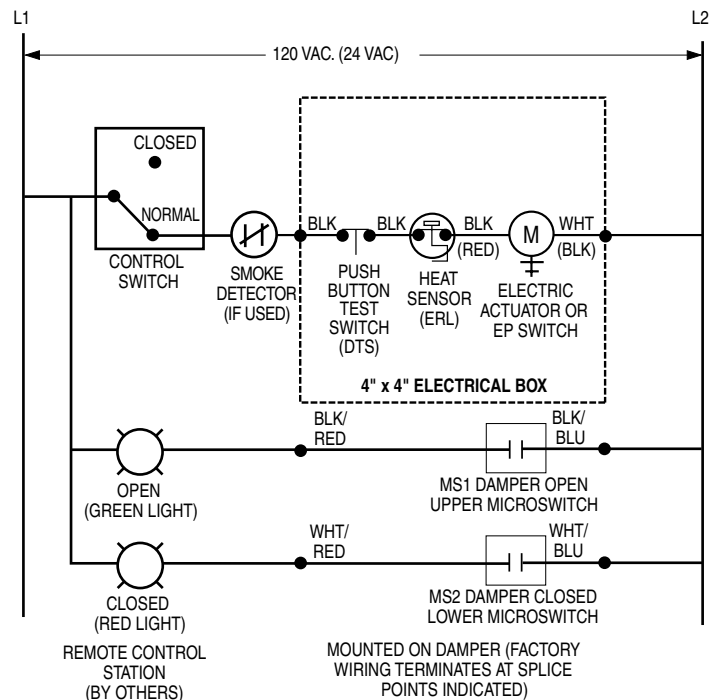 L1
L2
120 VAC. (24 VAC)
CLOSED
NORMAL
CONTROL
SWITCH
SMOKE
DETECTOR
(IF USED)
BLK
BLK
BLK
(RED)
WHT
(BLK)
M
PUSH
BUTTON
TEST
SWITCH
(DTS)
HEAT
SENSOR
(ERL)
ELECTRIC
ACTUATOR OR
EP SWITCH
4" x 4" ELECTRICAL BOX
BLK/
RED
BLK/
BLU
OPEN
(GREEN LIGHT)
MS1 DAMPER OPEN
UPPER MICROSWITCH
WHT/
RED
WHT/
BLU
CLOSED
(RED LIGHT)
MS2 DAMPER CLOSED
LOWER MICROSWITCH
REMOTE CONTROL
STATION
(BY OTHERS)
MOUNTED ON DAMPER (FACTORY
WIRING TERMINATES AT SPLICE
POINTS INDICATED)